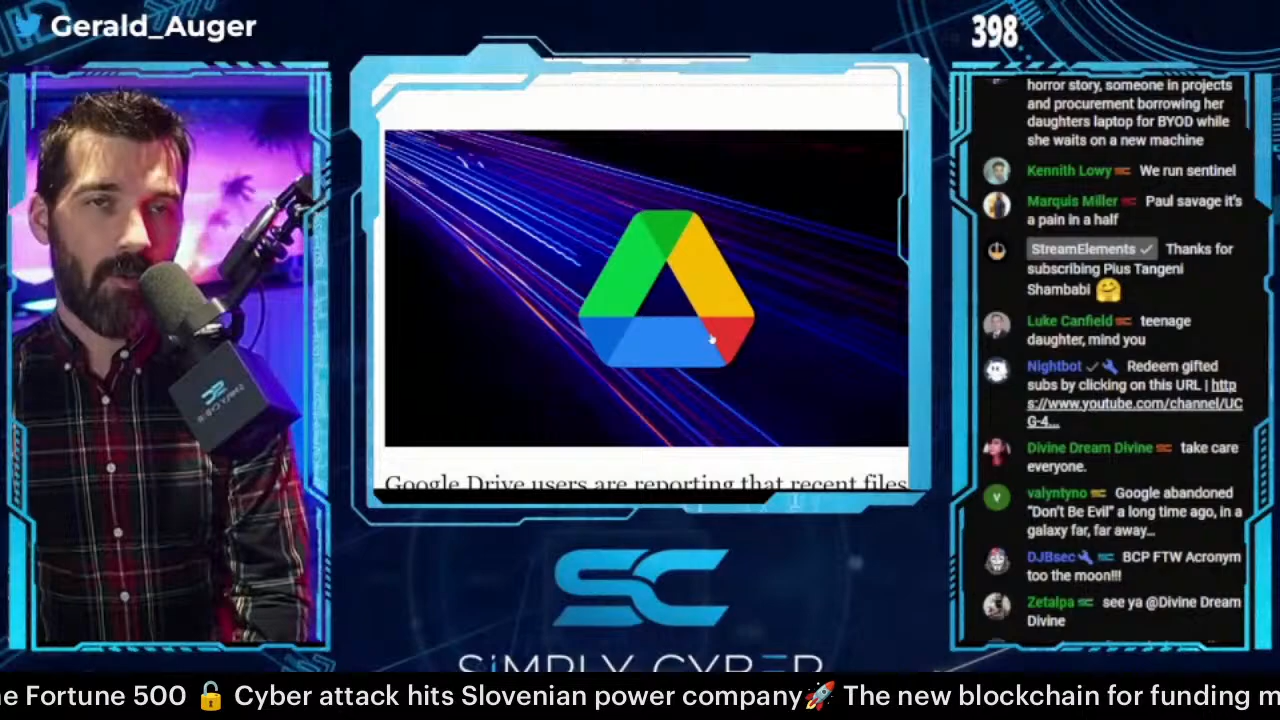 Gerald_Auger
398
horror story, someone in projects
and procurement borrowing her
daughters laptop for BYOD while
she waits on a new machine
Kennith Lowy We run sentinel
Marquis Miller Paul savage it's
a pain in a half
StreamElements Thanks for
subscribing Pius Tangeni
Shambabi
Luke Canfield teenage
daughter, mind you
Nightbot Redeem gifted
subs by clicking on this URL | http
s://www.youtube.com/channel/UC
G-4...
Divine Dream Divine take care
everyone.
V
valyntyno Google abandoned
“Don't Be Evil” a long time ago, in a
galaxy far, far away…
DJBsec BCP FTW Acronym
too the moon!!!
Zetalpa see ya @Divine Dream
Divine
Google Drive users are reporting that recent files
SC
SIMPLY CYBER
e Fortune 500 🔓 Cyber attack hits Slovenian power company🚀 The new blockchain for funding m